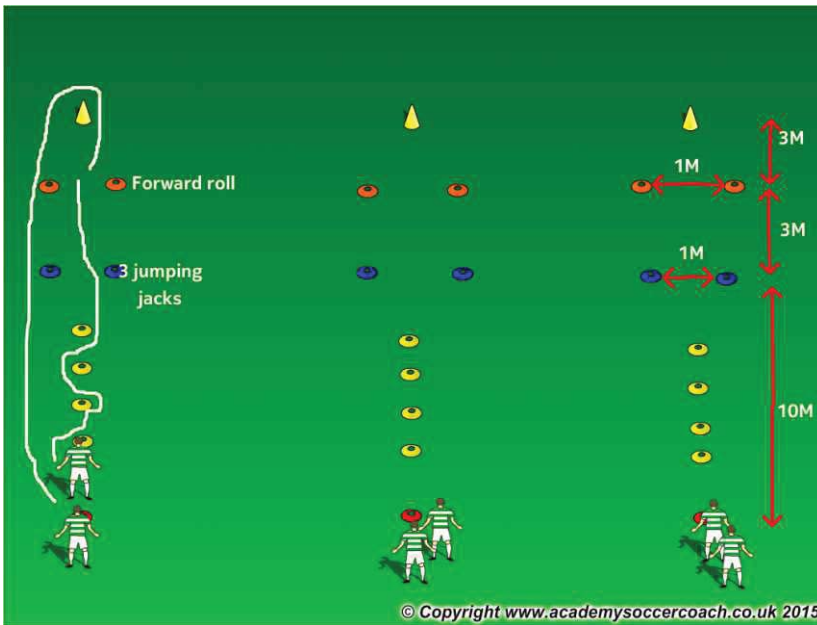 3M
1M
Forward roll
3M
1M
3 jumping
jacks
10M
© Copyright www.academysoccercoach.co.uk 2015